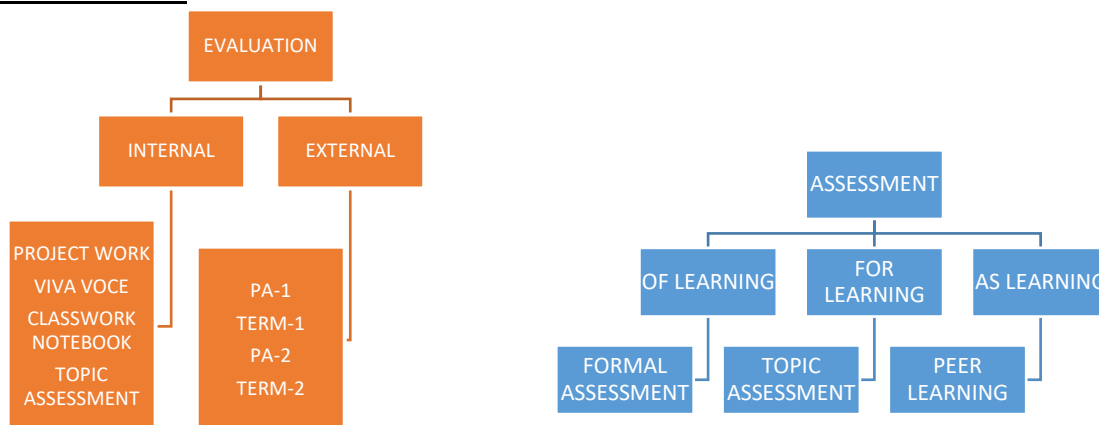 EVALUATION
INTERNAL
EXTERNAL
PROJECT WORK
VIVA VOCE
CLASSWORK
NOTEBOOK
TOPIC
ASSESSMENT
PA-1
TERM-1
PA-2
TERM-2
ASSESSMENT
OF LEARNING
FOR
LEARNING
AS LEARNING
FORMAL
ASSESSMENT
TOPIC
ASSESSMENT
PEER
LEARNING